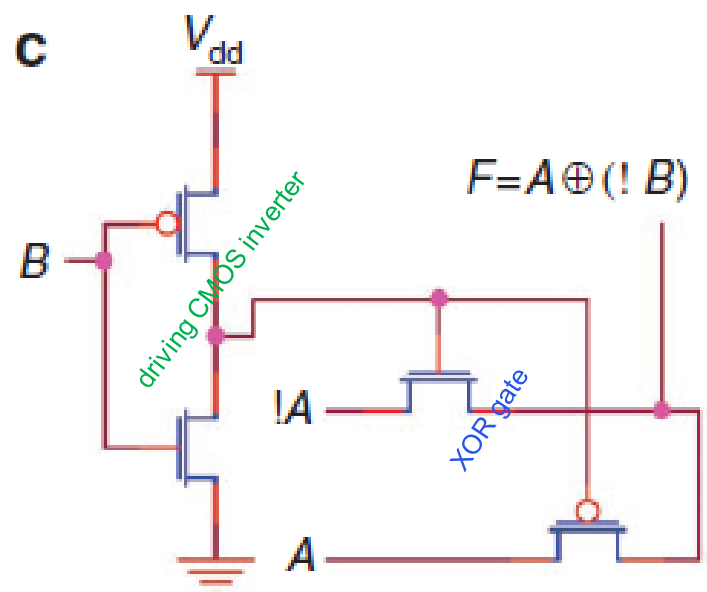 c
Vdd
F=A⊕(! B)
B
driving CMOS inverter
!A
XOR gate
A